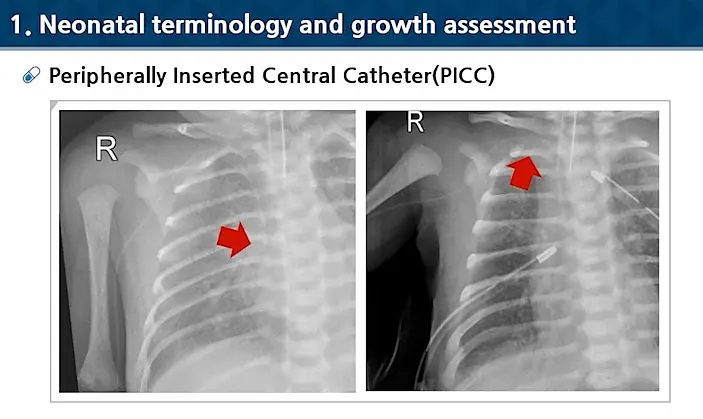 1. Neonatal terminology and growth assessment
Peripherally Inserted Central Catheter(PICC)
R
R